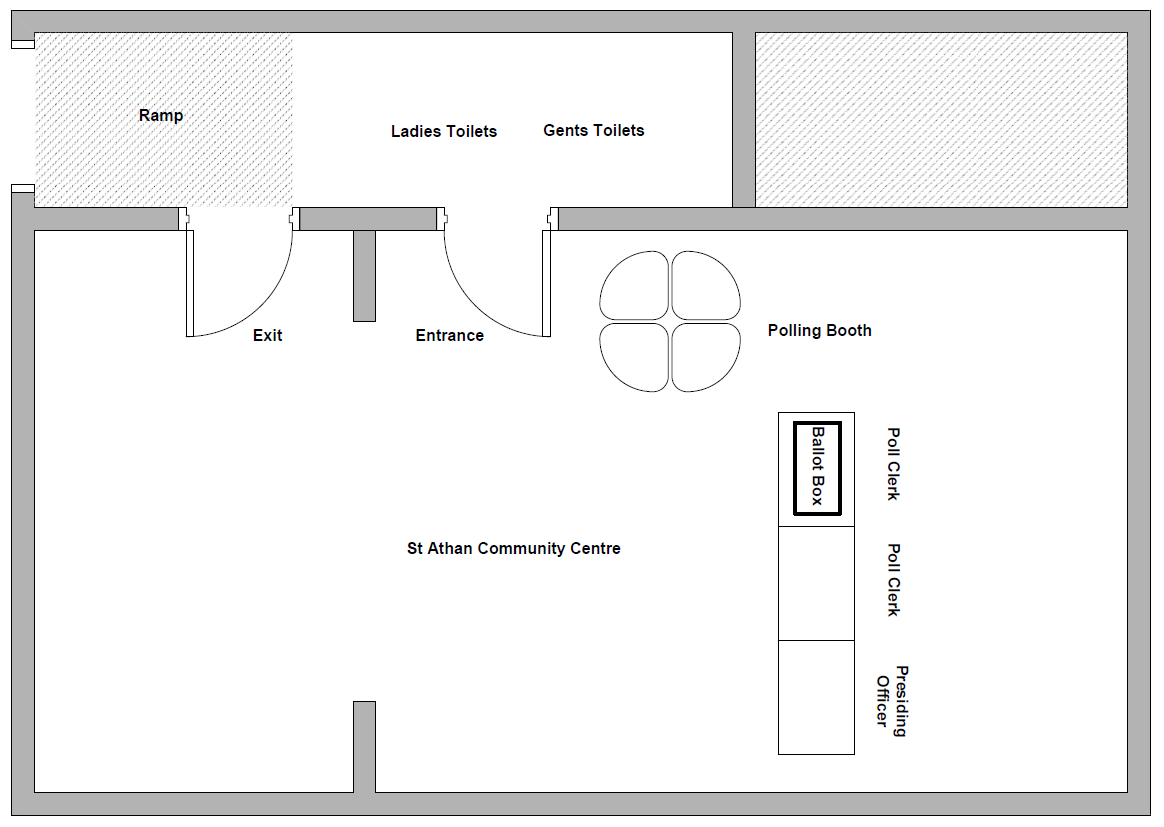 Ramp
Ladies Toilets
Gents Toilets
Exit
Entrance
Polling Booth
Ballot Box
Poll Clerk
St Athan Community Centre
Poll Clerk
Presiding
Officer